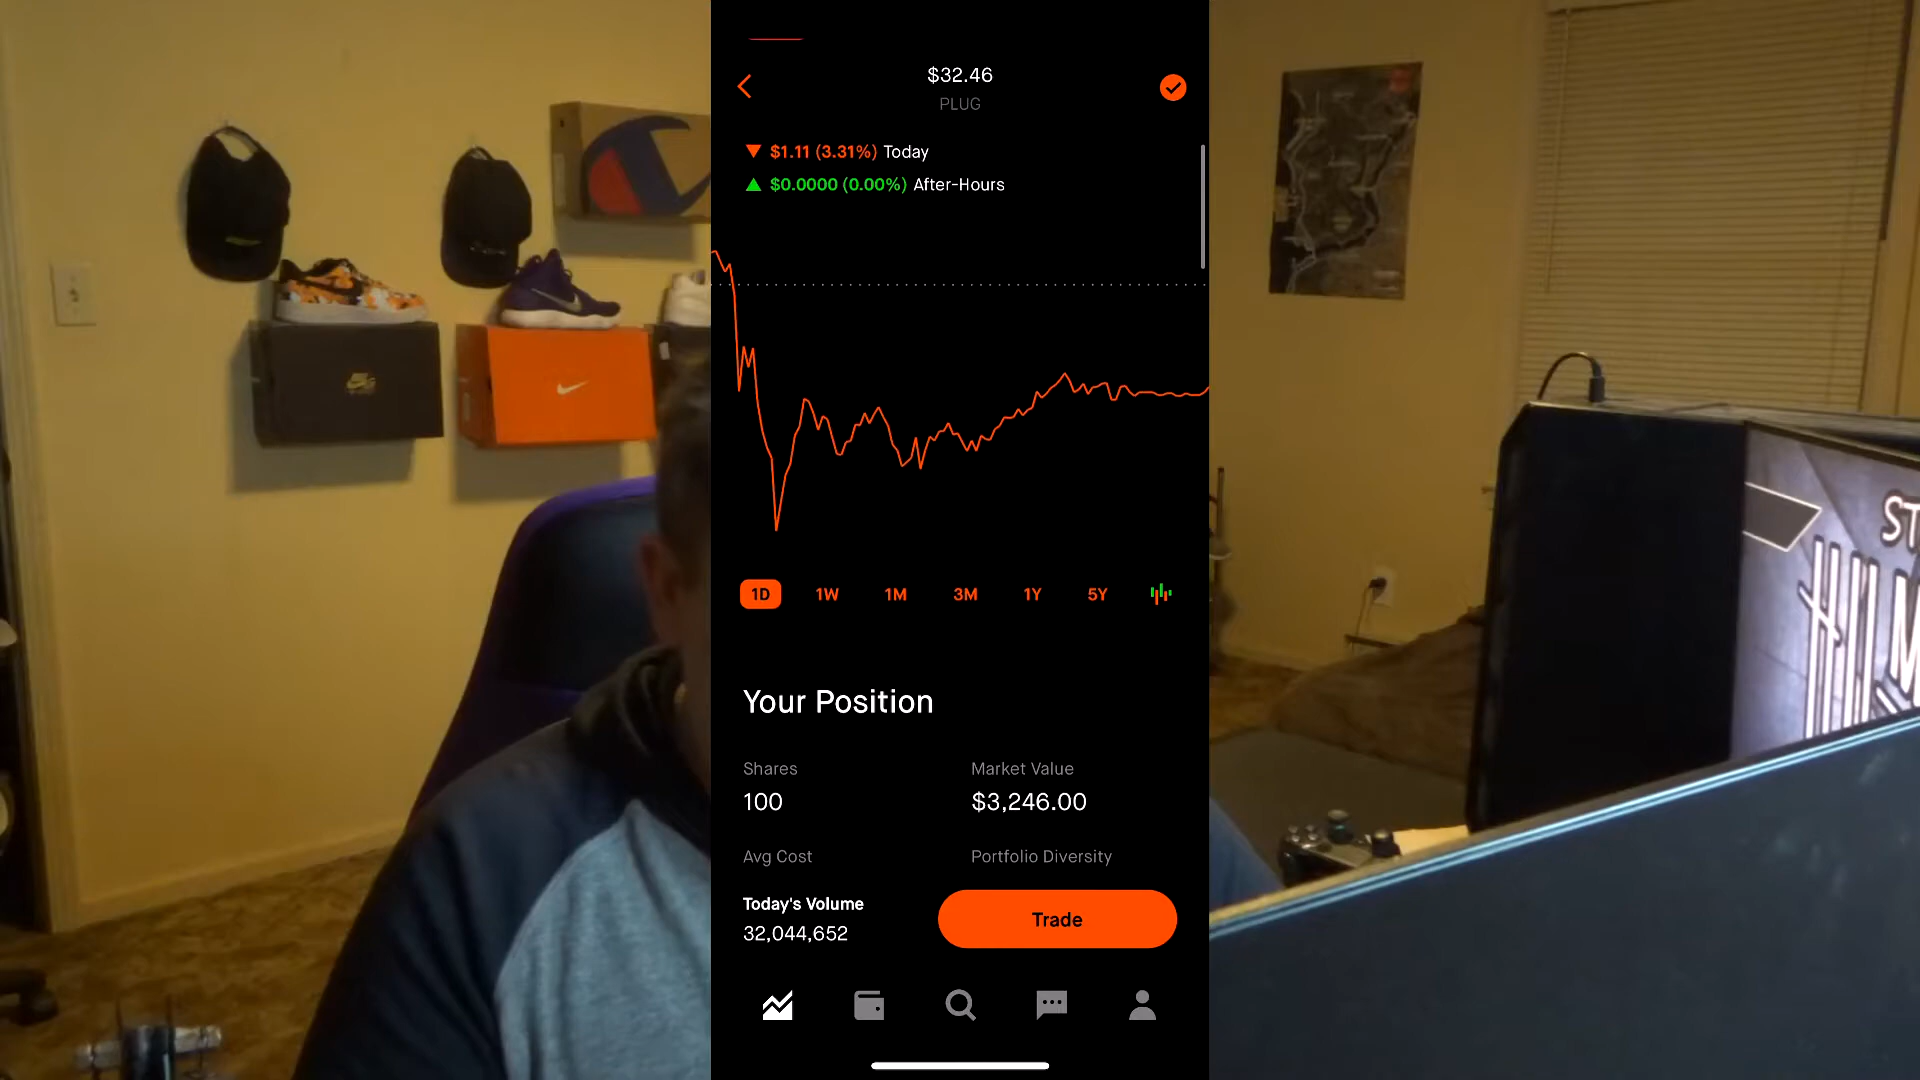 $32.46
PLUG
$1.11 (3.31%) Today
$0.0000 (0.00%) After-Hours
1D 1W 1M 3M 1Y 5Y
Your Position
Shares
100
Market Value
$3,246.00
Avg Cost
Portfolio Diversity
Today's Volume
32,044,652
Trade
ST